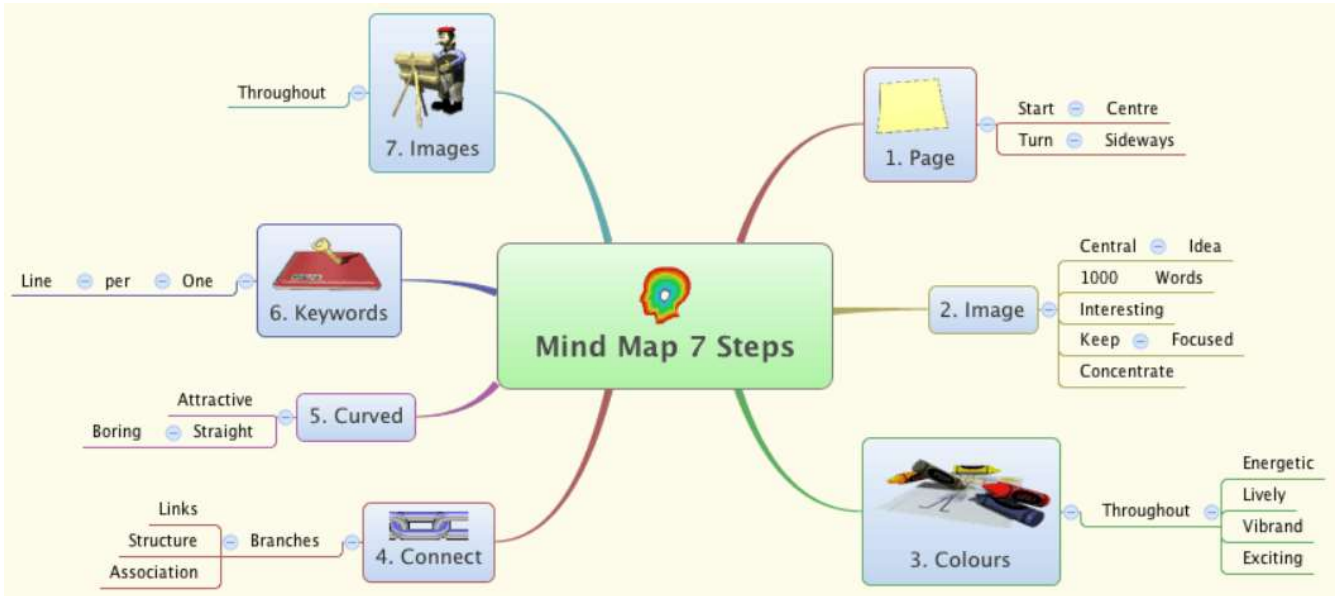 Mind Map 7 Steps
1. Page
Start Centre
Turn Sideways
2. Image
Central Idea
1000 Words
Interesting
Keep Focused
Concentrate
3. Colours
Throughout
Energetic
Lively
Vibrand
Exciting
4. Connect
Branches
Links
Structure
Association
5. Curved
Attractive
Boring Straight
6. Keywords
Line per One
7. Images
Throughout